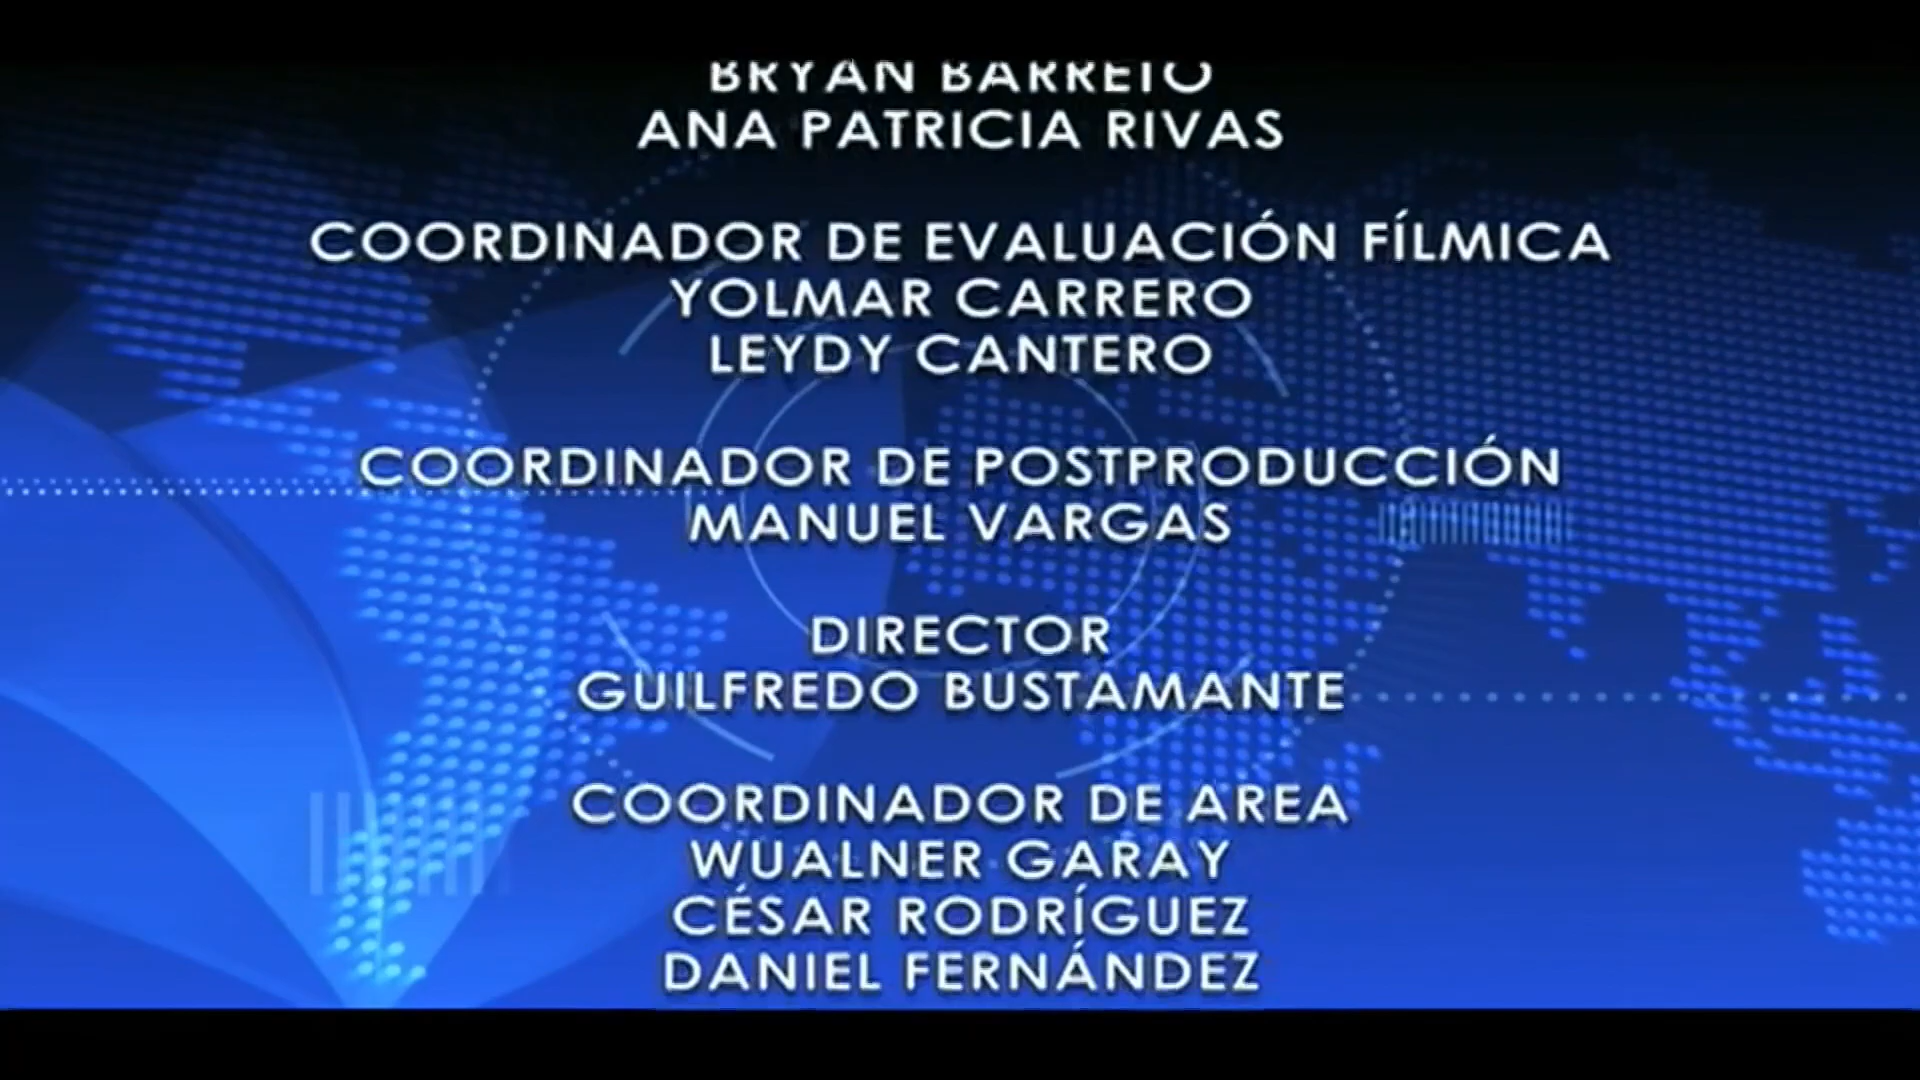 BRYAN BARRETO
ANA PATRICIA RIVAS
COORDINADOR DE EVALUACIÓN FÍLMICA
YOLMAR CARRERO
LEYDY CANTERO
COORDINADOR DE POSTPRODUCCIÓN
MANUEL VARGAS
DIRECTOR
GUILFREDO BUSTAMANTE
COORDINADOR DE AREA
WUALNER GARAY
CÉSAR RODRÍGUEZ
DANIEL FERNÁNDEZ